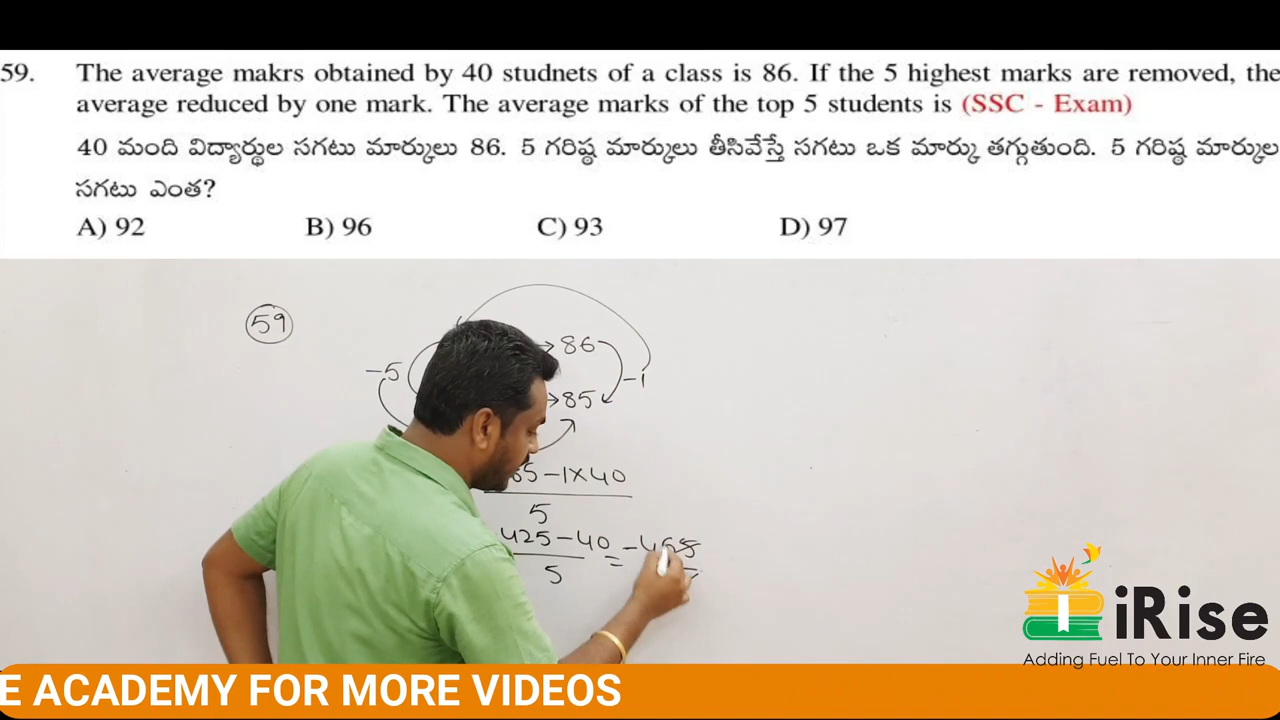 59. The average makrs obtained by 40 studnets of a class is 86. If the 5 highest marks are removed, the
average reduced by one mark. The average marks of the top 5 students is (SSC - Exam)
40 మంది విద్యార్థుల సగటు మార్కులు 86. 5 గరిష్ఠ మార్కులు తీసివేస్తే సగటు ఒక మార్కు తగ్గుతుంది. 5 గరిష్ఠ మార్కుల
సగటు ఎంత?
A) 92 B) 96 C) 93 D) 97
59
→ 86
-5 -1
→ 85
85 -1×40
5
425 - 40 =
5
iRise
Adding Fuel To Your Inner Fire
E ACADEMY FOR MORE VIDEOS